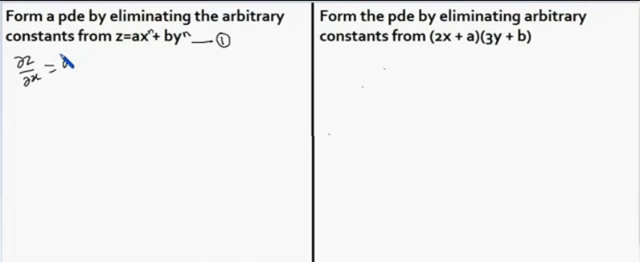 Form a pde by eliminating the arbitrary
constants from z=axⁿ+ byⁿ __ ①
∂z/∂x =
Form the pde by eliminating arbitrary
constants from (2x + a)(3y + b)